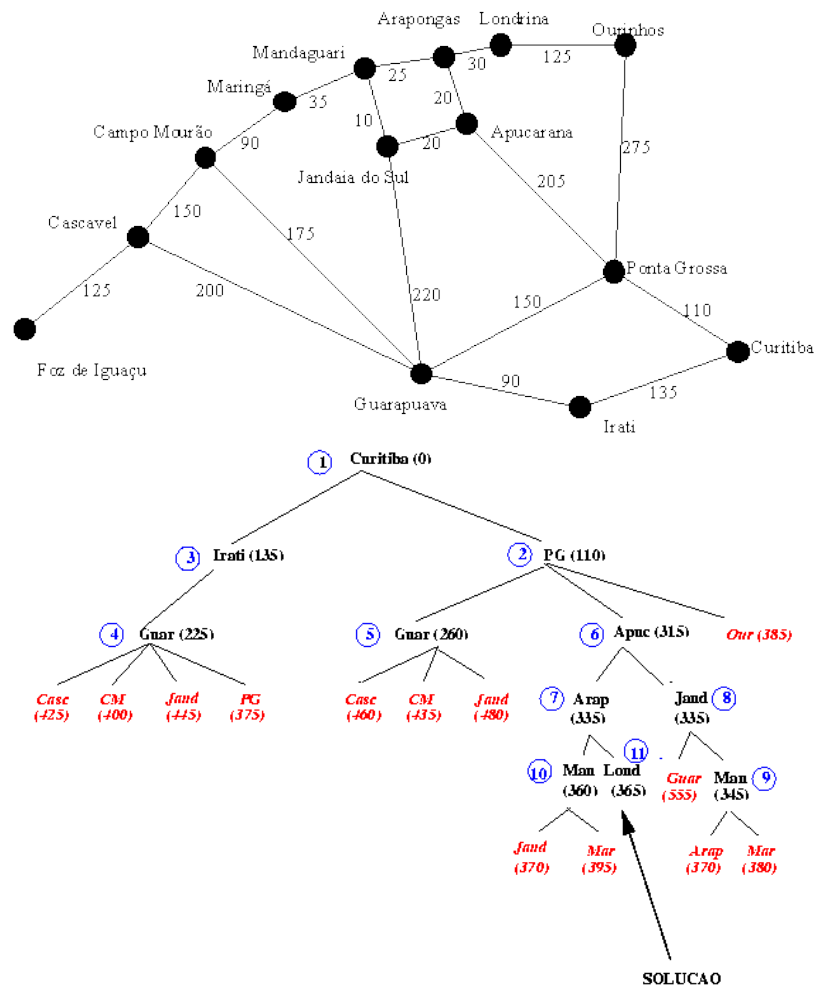 Arapongas
Londrina
Ourinhos
Mandaguari
25
30
125
Maringá
35
20
10
Campo Mourão
90
20
Apucarana
275
Jandaia do Sul
205
150
Cascavel
175
Ponta Grossa
125
200
220
150
110
Curitiba
Foz de Iguaçu
90
135
Guarapuava
Irati
1 Curitiba (0)
3 Irati (135)
2 PG (110)
4 Guar (225)
5 Guar (260)
6 Apuc (315)
Our (385)
Casc (425)
CM (400)
Jand (445)
PG (375)
Casc (460)
CM (435)
Jand (480)
7 Arap (335)
Jand (335) 8
10 Man (360)
Lond (365) 11
Guar (555)
Man (345) 9
Jand (370)
Mar (395)
Arap (370)
Mar (380)
SOLUCAO